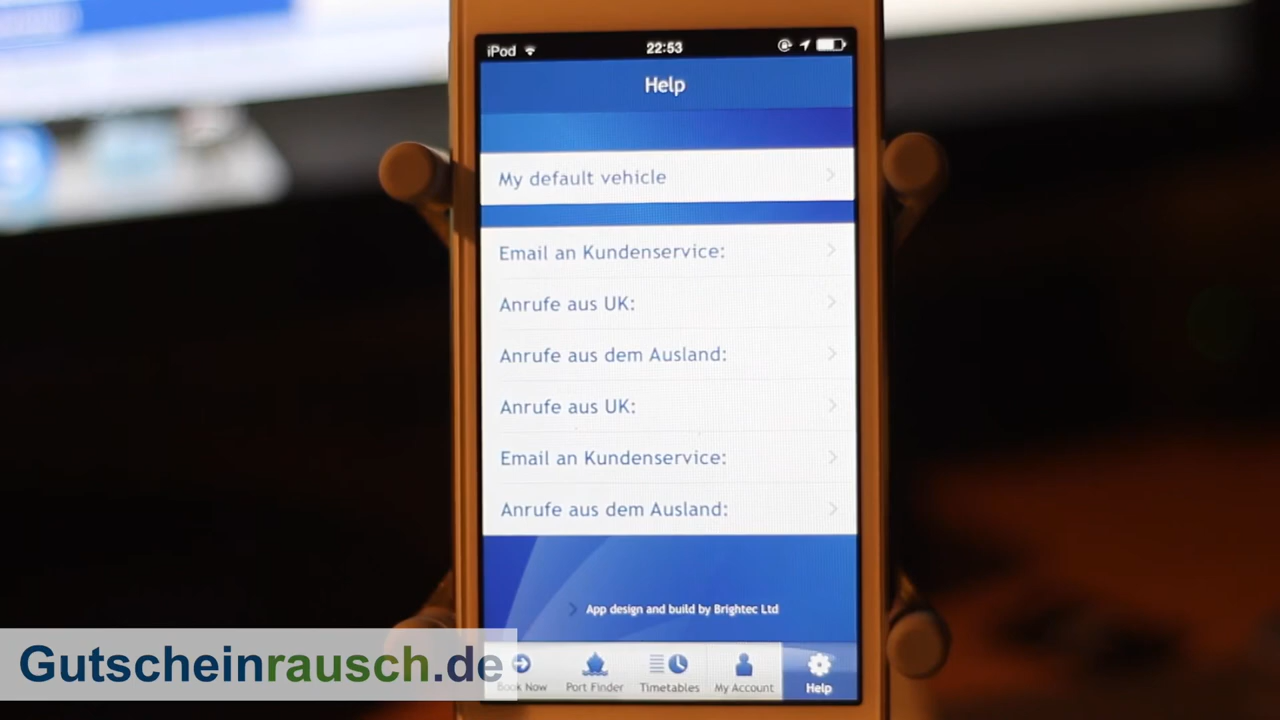 iPod
22:53
Help
My default vehicle
Email an Kundenservice:
Anrufe aus UK:
Anrufe aus dem Ausland:
Anrufe aus UK:
Email an Kundenservice:
Anrufe aus dem Ausland:
App design and build by Brightec Ltd
Book Now
Port Finder
Timetables
My Account
Help
Gutscheinrausch.de